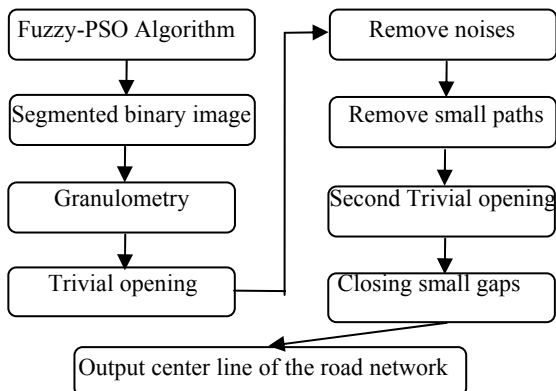 Fuzzy-PSO Algorithm
Segmented binary image
Granulometry
Trivial opening
Remove noises
Remove small paths
Second Trivial opening
Closing small gaps
Output center line of the road network